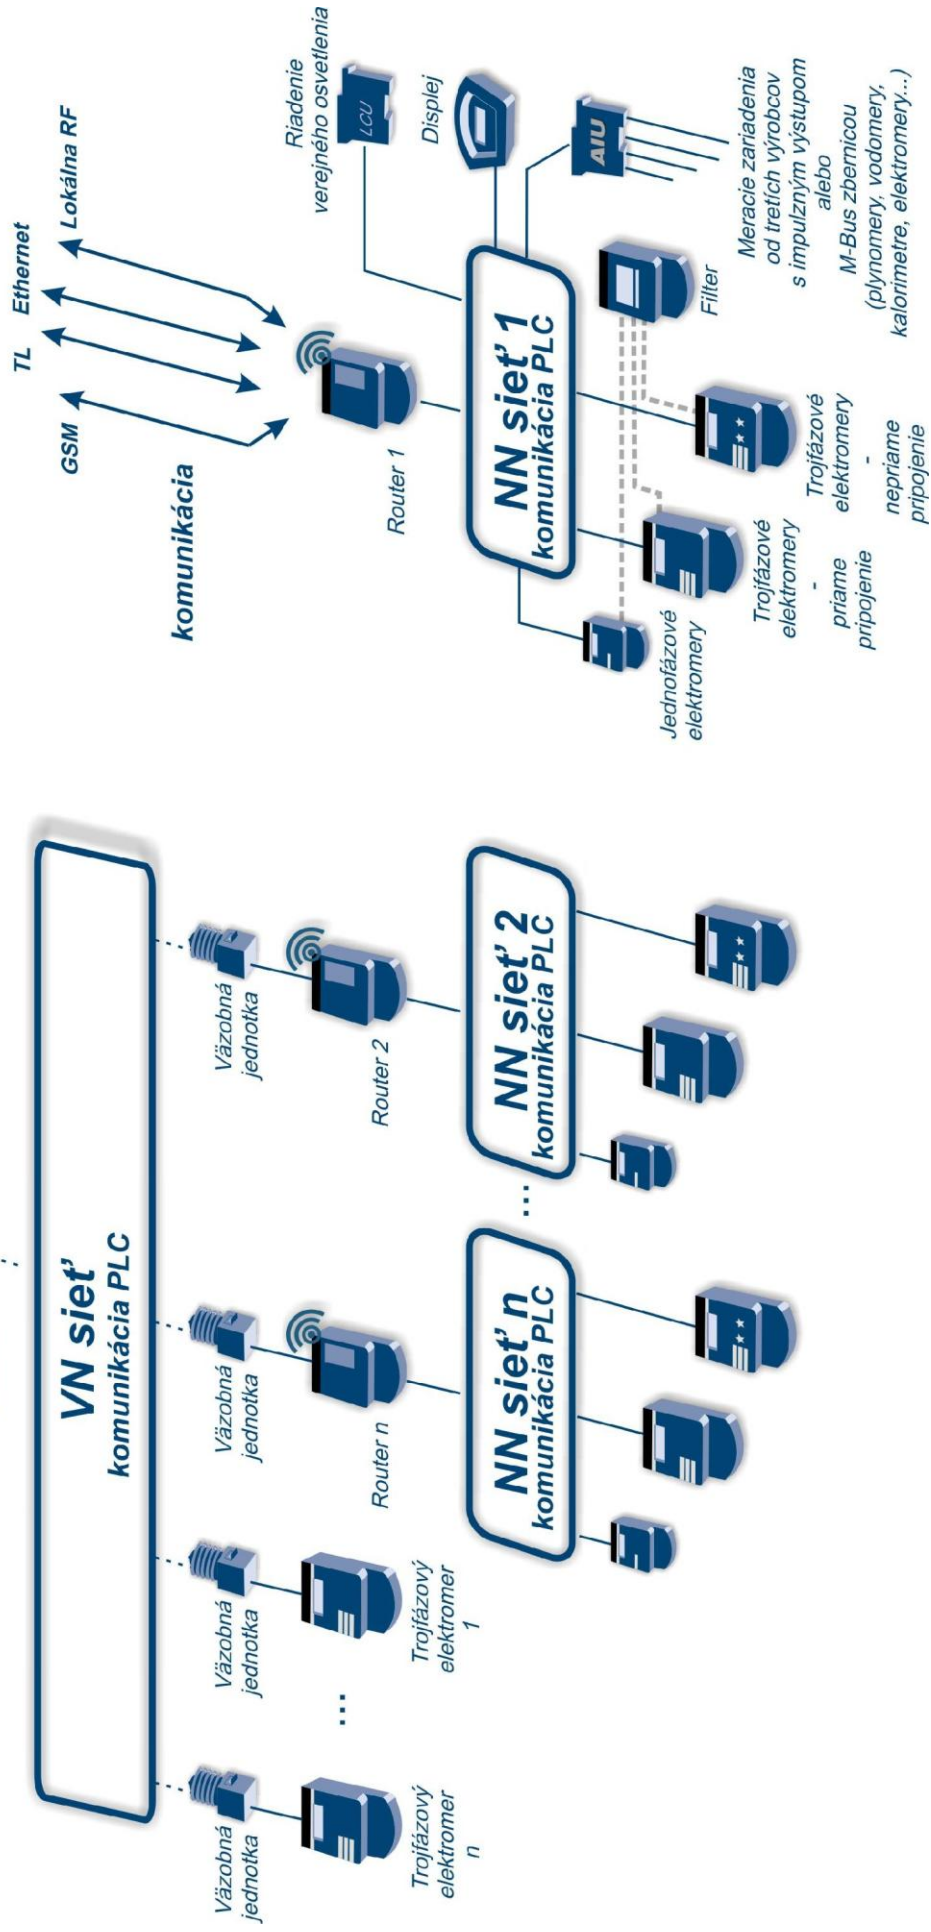 VN sieť
komunikácia PLC
Väzobná
jednotka
Väzobná
jednotka
Väzobná
jednotka
Väzobná
jednotka
Trojfázový
elektromer
n
...
Trojfázový
elektromer
1
Router n
Router 2
NN sieť n
komunikácia PLC
...
NN sieť 2
komunikácia PLC
GSM
TL
Ethernet
Lokálna RF
komunikácia
Router 1
Riadenie
verejného osvetlenia
LCU
Displej
AIU
NN sieť 1
komunikácia PLC
Filter
Jednofázové
elektromery
Trojfázové
elektromery
-
priame
pripojenie
Trojfázové
elektromery
-
nepriame
pripojenie
Meracie zariadenia
od tretích výrobcov
s impulzným výstupom
alebo
M-Bus zbernicou
(plynomery, vodomery,
kalorimetre, elektromery...)